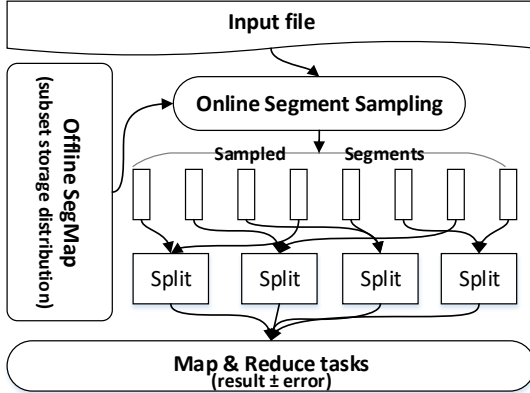 Input file
Offline SegMap
(subset storage distribution)
Online Segment Sampling
Sampled Segments
Split Split Split Split
Map & Reduce tasks
(result ± error)